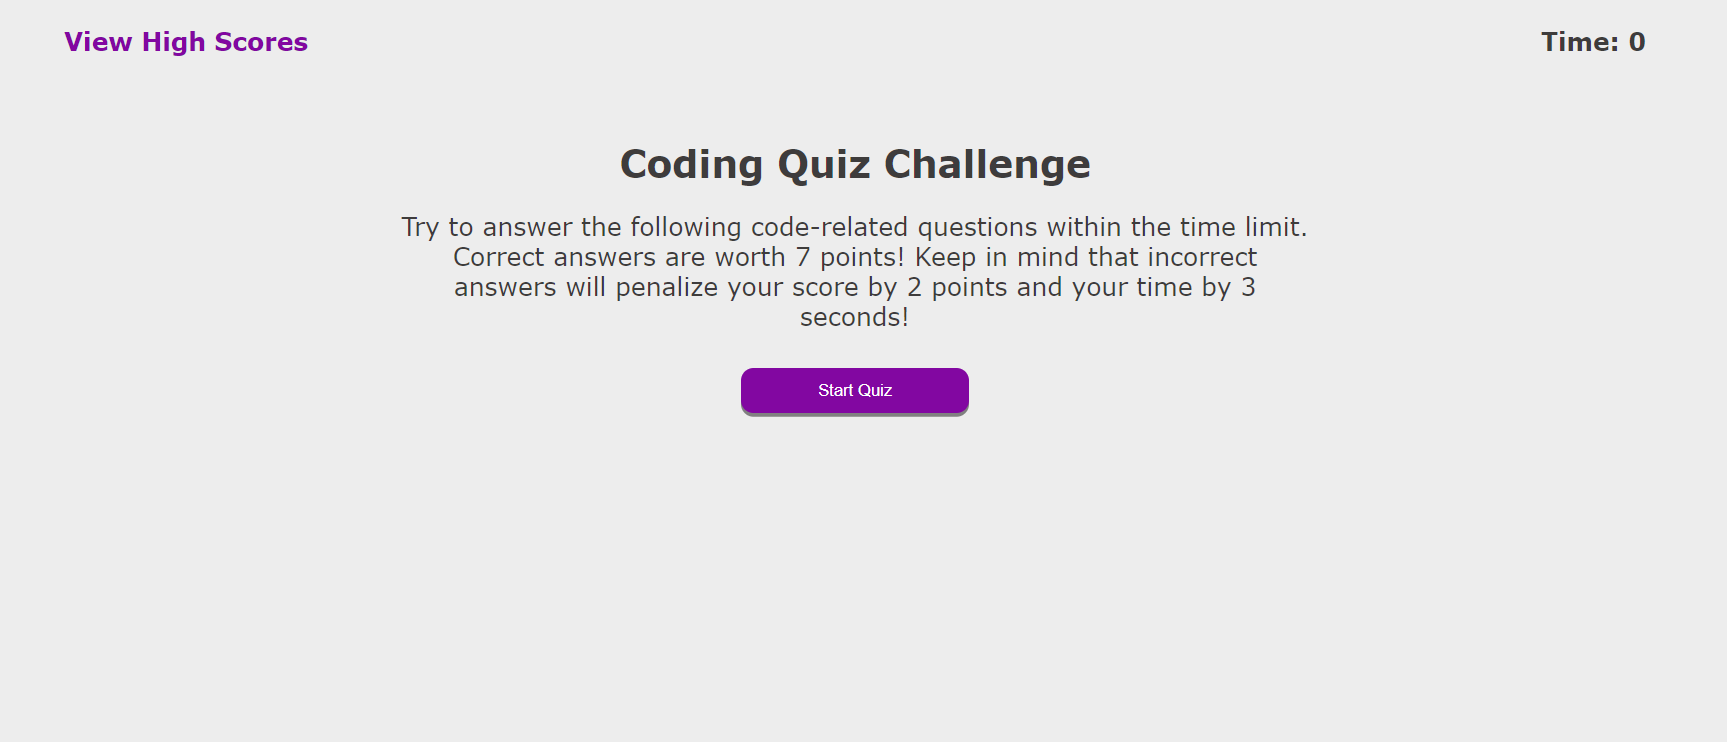 View High Scores
Time: 0
Coding Quiz Challenge
Try to answer the following code-related questions within the time limit.
Correct answers are worth 7 points! Keep in mind that incorrect
answers will penalize your score by 2 points and your time by 3
seconds!
Start Quiz